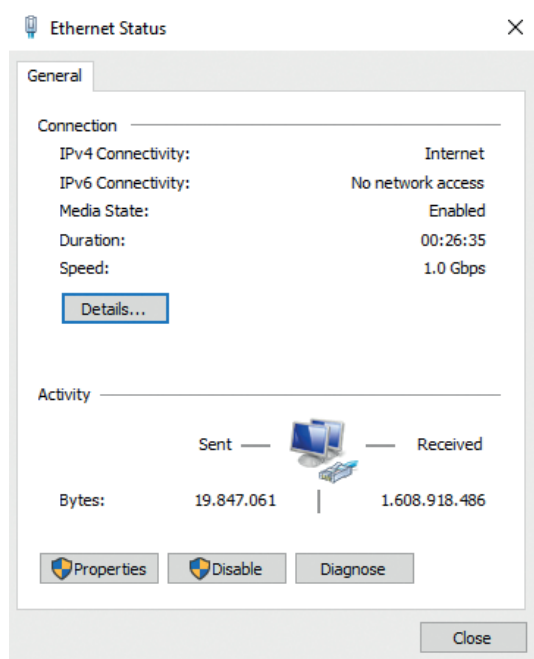 Ethernet Status
General
Connection
IPv4 Connectivity: Internet
IPv6 Connectivity: No network access
Media State: Enabled
Duration: 00:26:35
Speed: 1.0 Gbps
Details...
Activity
Sent Received
Bytes: 19.847.061 1.608.918.486
Properties Disable Diagnose
Close